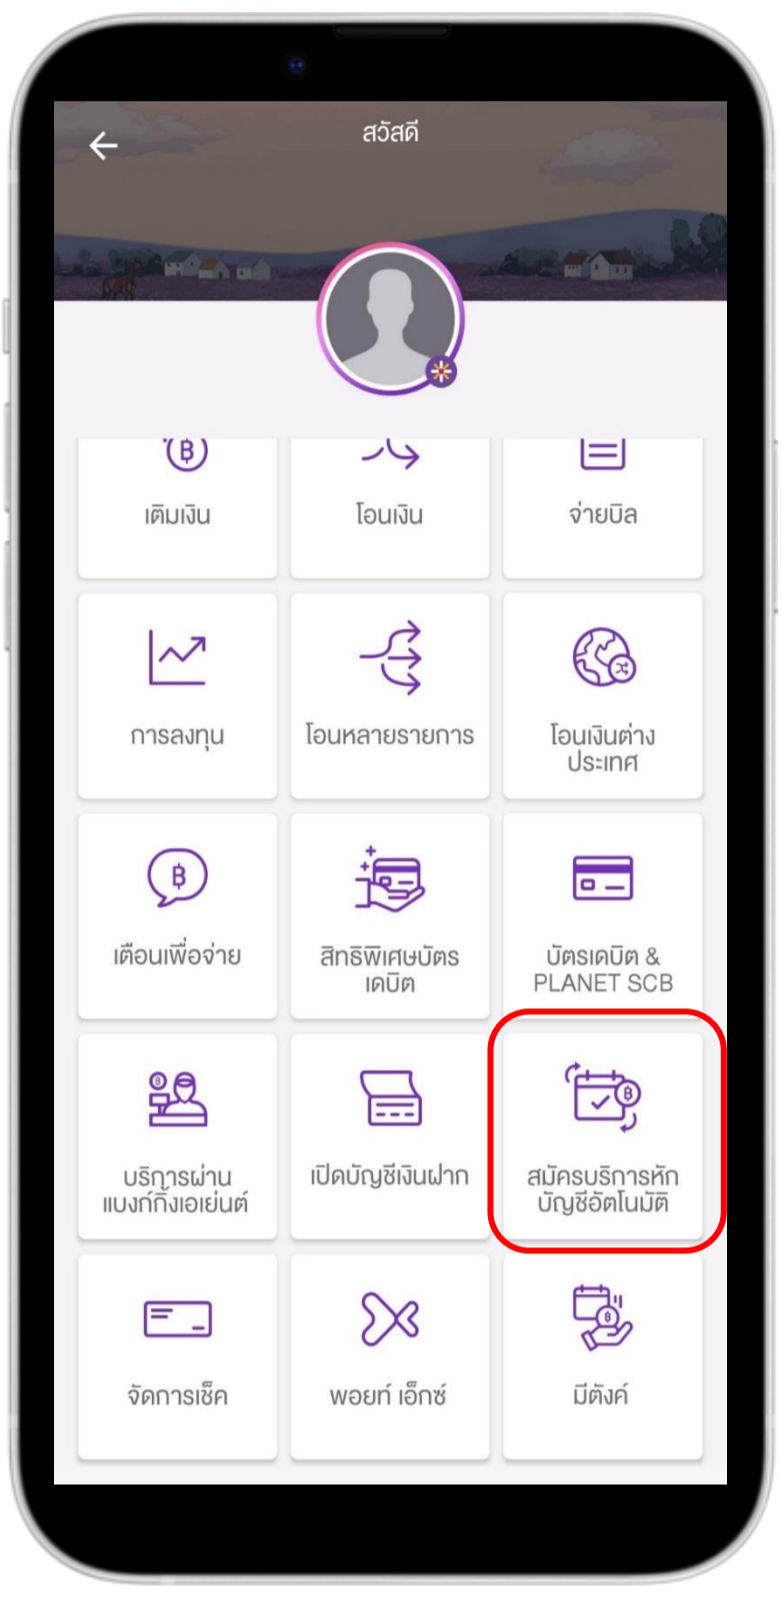 สวัสดี
เติมเงิน
โอนเงิน
จ่ายบิล
การลงทุน
โอนหลายรายการ
โอนเงินต่าง
ประเทศ
เตือนเพื่อจ่าย
สิทธิพิเศษบัตร
เดบิต
บัตรเดบิต &
PLANET SCB
บริการผ่าน
แบงก์กิ้งเอเย่นต์
เปิดบัญชีเงินฝาก
สมัครบริการหัก
บัญชีอัตโนมัติ
จัดการเช็ค
พอยท์ เอ็กซ์
มีตังค์